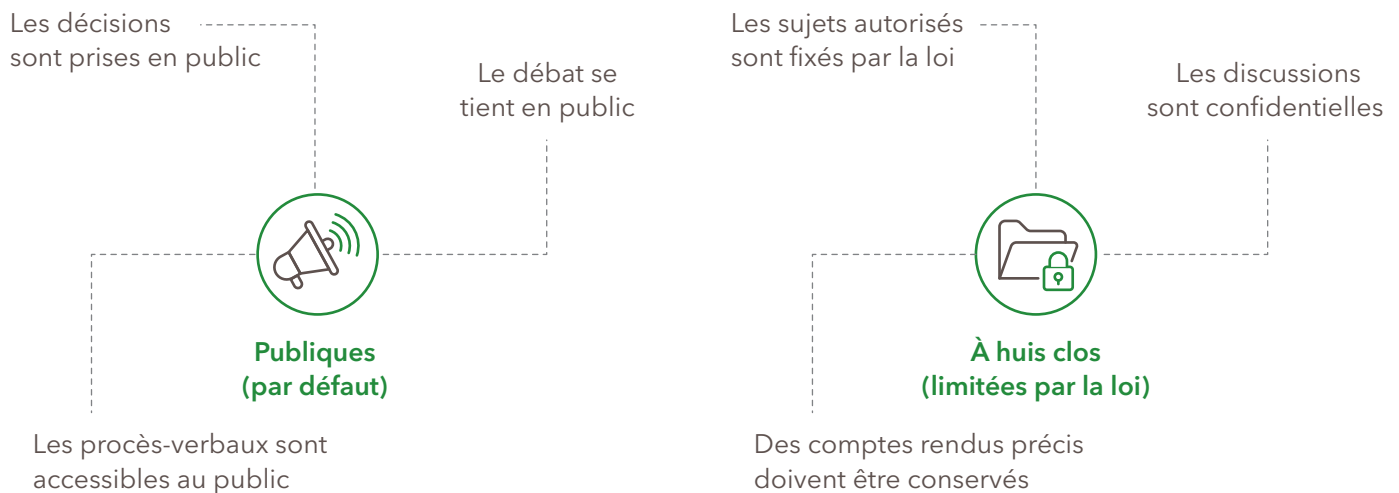 Les décisions
sont prises en public
Le débat se
tient en public
Publiques
(par défaut)
Les procès-verbaux sont
accessibles au public
Les sujets autorisés
sont fixés par la loi
Les discussions
sont confidentielles
À huis clos
(limitées par la loi)
Des comptes rendus précis
doivent être conservés